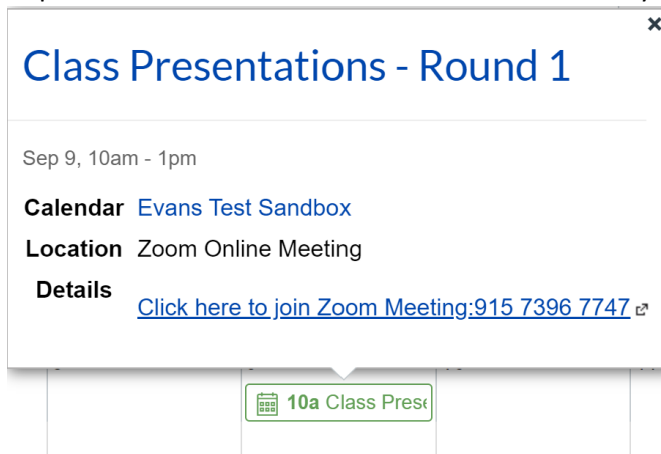 Class Presentations - Round 1
Sep 9, 10am - 1pm
Calendar Evans Test Sandbox
Location Zoom Online Meeting
Details
Click here to join Zoom Meeting:915 7396 7747
10a Class Prese